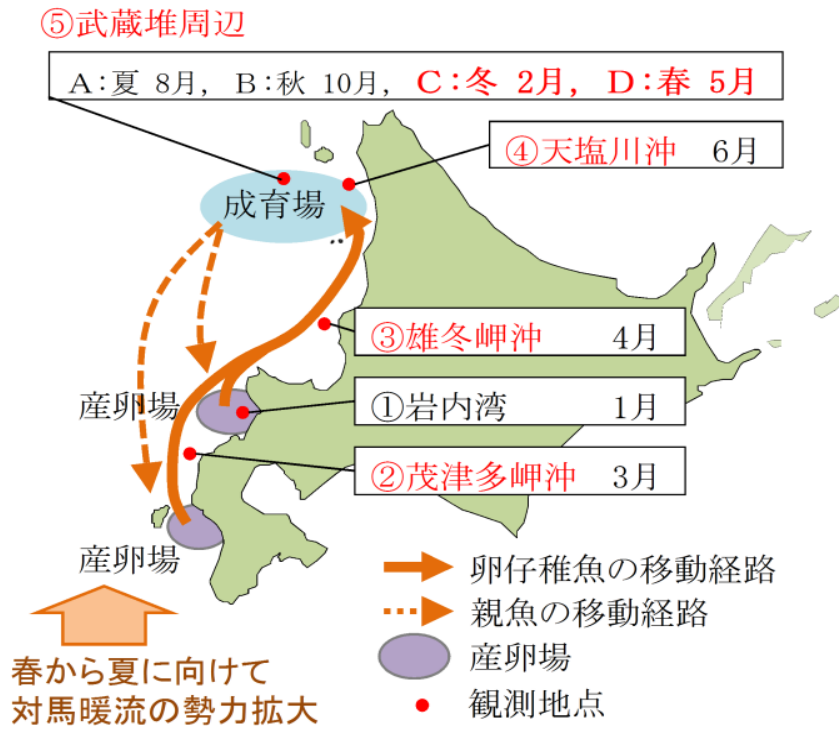 ⑤武蔵堆周辺
A:夏 8月, B:秋 10月, C:冬 2月, D:春 5月
④天塩川沖 6月
成育場
③雄冬岬沖 4月
産卵場
①岩内湾 1月
②茂津多岬沖 3月
産卵場
卵仔稚魚の移動経路
親魚の移動経路
産卵場
観測地点
春から夏に向けて
対馬暖流の勢力拡大